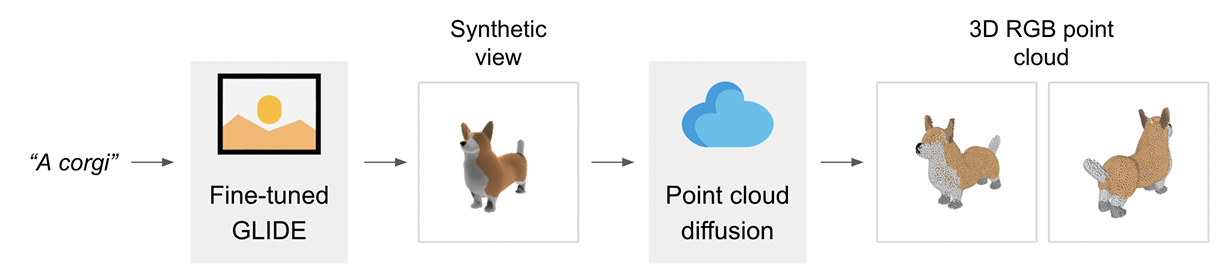 “A corgi”
Fine-tuned
GLIDE
Synthetic
view
Point cloud
diffusion
3D RGB point
cloud